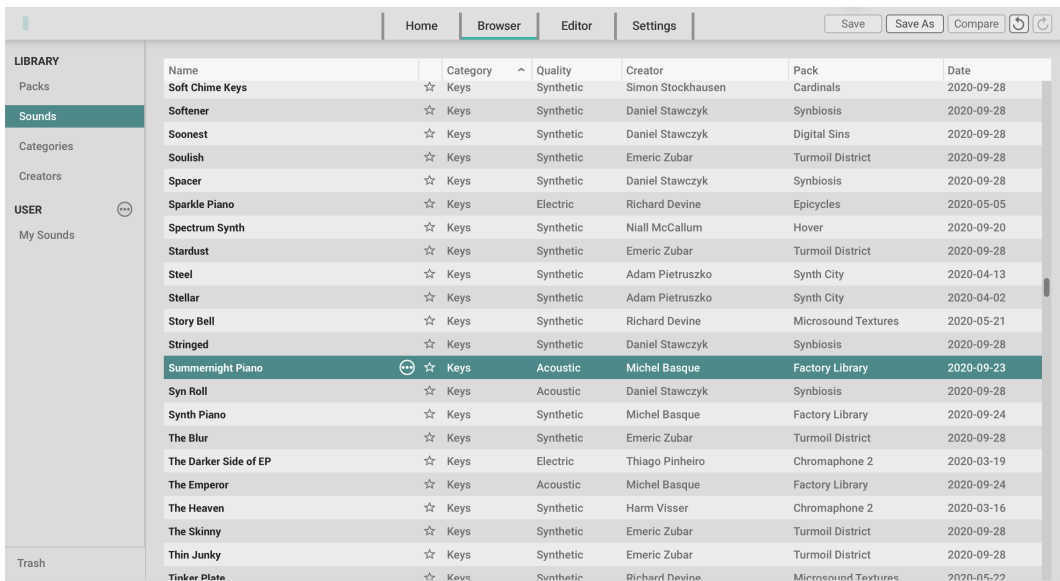 Home Browser Editor Settings Save Save As Compare
LIBRARY
Packs
Sounds
Categories
Creators
USER
My Sounds
Trash
Name Category Quality Creator Pack Date
Soft Chime Keys Keys Synthetic Simon Stockhausen Cardinals 2020-09-28
Softener Keys Synthetic Daniel Stawczyk Synbiosis 2020-09-28
Soonest Keys Synthetic Daniel Stawczyk Digital Sins 2020-09-28
Soulish Keys Synthetic Emeric Zubar Turmoil District 2020-09-28
Spacer Keys Synthetic Daniel Stawczyk Synbiosis 2020-09-28
Sparkle Piano Keys Electric Richard Devine Epicycles 2020-05-05
Spectrum Synth Keys Synthetic Niall McCallum Hover 2020-09-20
Stardust Keys Synthetic Emeric Zubar Turmoil District 2020-09-28
Steel Keys Synthetic Adam Pietruszko Synth City 2020-04-13
Stellar Keys Synthetic Adam Pietruszko Synth City 2020-04-02
Story Bell Keys Synthetic Richard Devine Microsound Textures 2020-05-21
Stringed Keys Synthetic Daniel Stawczyk Synbiosis 2020-09-28
Summernight Piano Keys Acoustic Michel Basque Factory Library 2020-09-23
Syn Roll Keys Acoustic Daniel Stawczyk Synbiosis 2020-09-28
Synth Piano Keys Synthetic Michel Basque Factory Library 2020-09-24
The Blur Keys Synthetic Emeric Zubar Turmoil District 2020-09-28
The Darker Side of EP Keys Electric Thiago Pinheiro Chromaphone 2 2020-03-19
The Emperor Keys Acoustic Michel Basque Factory Library 2020-09-24
The Heaven Keys Synthetic Harm Visser Chromaphone 2 2020-03-16
The Skinny Keys Synthetic Emeric Zubar Turmoil District 2020-09-28
Thin Junky Keys Synthetic Emeric Zubar Turmoil District 2020-09-28
Tinker Plate Keys Synthetic Richard Devine Microsound Textures 2020-05-22